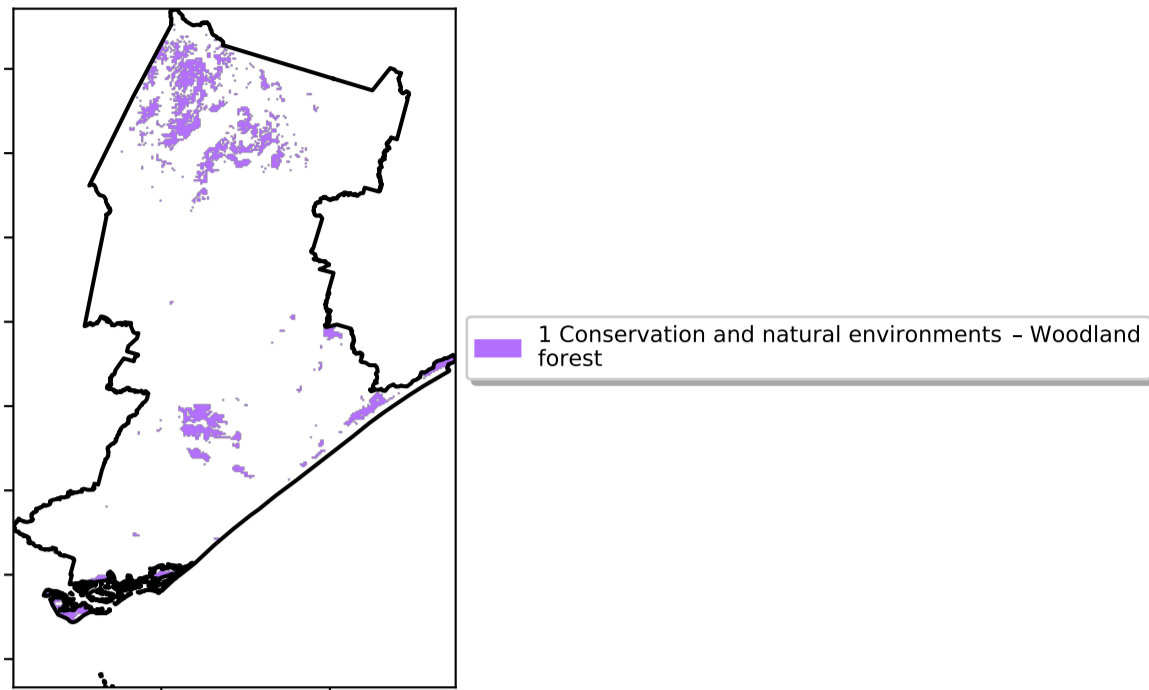 1 Conservation and natural environments – Woodland
forest